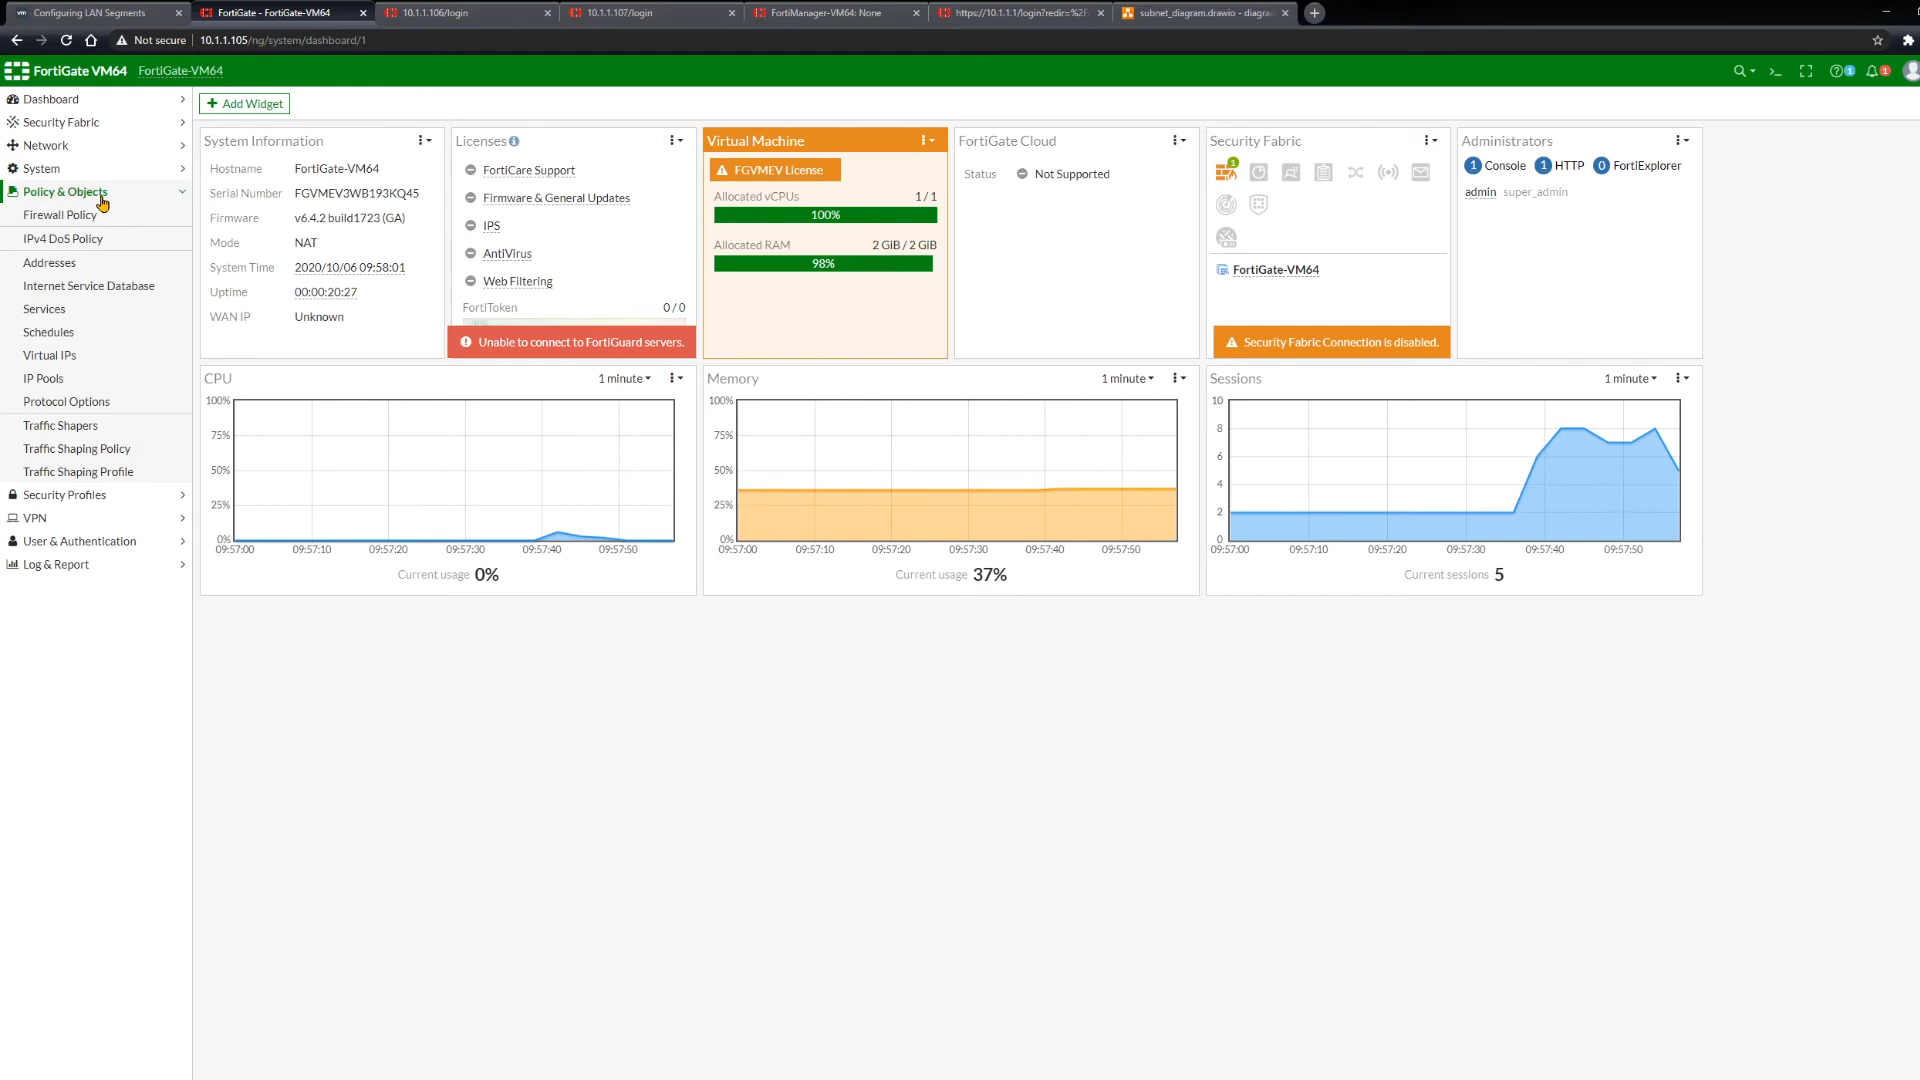 Configuring LAN Segments
FortiGate - FortiGate-VM64
10.1.1.106/login
10.1.1.107/login
FortiManager-VM64: None
https://10.1.1.1/login?redir=%2F
subnet_diagram.drawio - diagra
Not secure
10.1.1.105/ng/system/dashboard/1
FortiGate VM64
FortiGate-VM64
1
1
Dashboard
Security Fabric
Network
System
Policy & Objects
Firewall Policy
IPv4 DoS Policy
Addresses
Internet Service Database
Services
Schedules
Virtual IPs
IP Pools
Protocol Options
Traffic Shapers
Traffic Shaping Policy
Traffic Shaping Profile
Security Profiles
VPN
User & Authentication
Log & Report
+ Add Widget
System Information
Hostname FortiGate-VM64
Serial Number FGVMEV3WB193KQ45
Firmware v6.4.2 build1723 (GA)
Mode NAT
System Time 2020/10/06 09:58:01
Uptime 00:00:20:27
WAN IP Unknown
Licenses
FortiCare Support
Firmware & General Updates
IPS
AntiVirus
Web Filtering
FortiToken 0 / 0
Unable to connect to FortiGuard servers.
Virtual Machine
FGVMEV License
Allocated vCPUs 1 / 1
100%
Allocated RAM 2 GiB / 2 GiB
98%
FortiGate Cloud
Status Not Supported
Security Fabric
1
FortiGate-VM64
Security Fabric Connection is disabled.
Administrators
1 Console 1 HTTP 0 FortiExplorer
admin super_admin
CPU 1 minute
100%
75%
50%
25%
0%
09:57:00 09:57:10 09:57:20 09:57:30 09:57:40 09:57:50
Current usage 0%
Memory 1 minute
100%
75%
50%
25%
0%
09:57:00 09:57:10 09:57:20 09:57:30 09:57:40 09:57:50
Current usage 37%
Sessions 1 minute
10
8
6
4
2
0
09:57:00 09:57:10 09:57:20 09:57:30 09:57:40 09:57:50
Current sessions 5